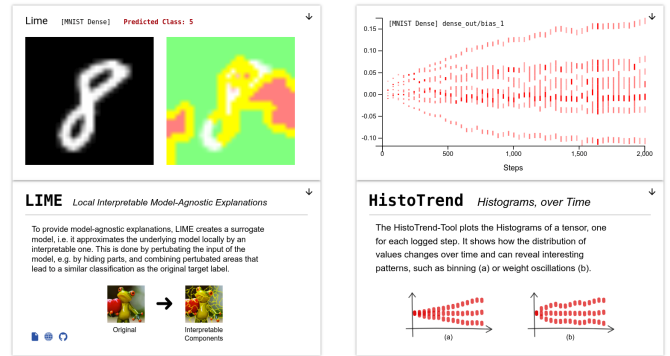 Lime [MNIST Dense] Predicted Class: 5
LIME Local Interpretable Model-Agnostic Explanations
To provide model-agnostic explanations, LIME creates a surrogate
model, i.e. it approximates the underlying model locally by an
interpretable one. This is done by pertubating the input of the
model, e.g. by hiding parts, and combining pertubated areas that
lead to a similar classification as the original target label.
Original
Interpretable
Components
[MNIST Dense] dense_out/bias_1
0.15
0.10
0.05
0.00
-0.05
-0.10
0 500 1,000 1,500 2,000
Steps
HistoTrend Histograms, over Time
The HistoTrend-Tool plots the Histograms of a tensor, one
for each logged step. It shows how the distribution of
values changes over time and can reveal interesting
patterns, such as binning (a) or weight oscillations (b).
(a) (b)